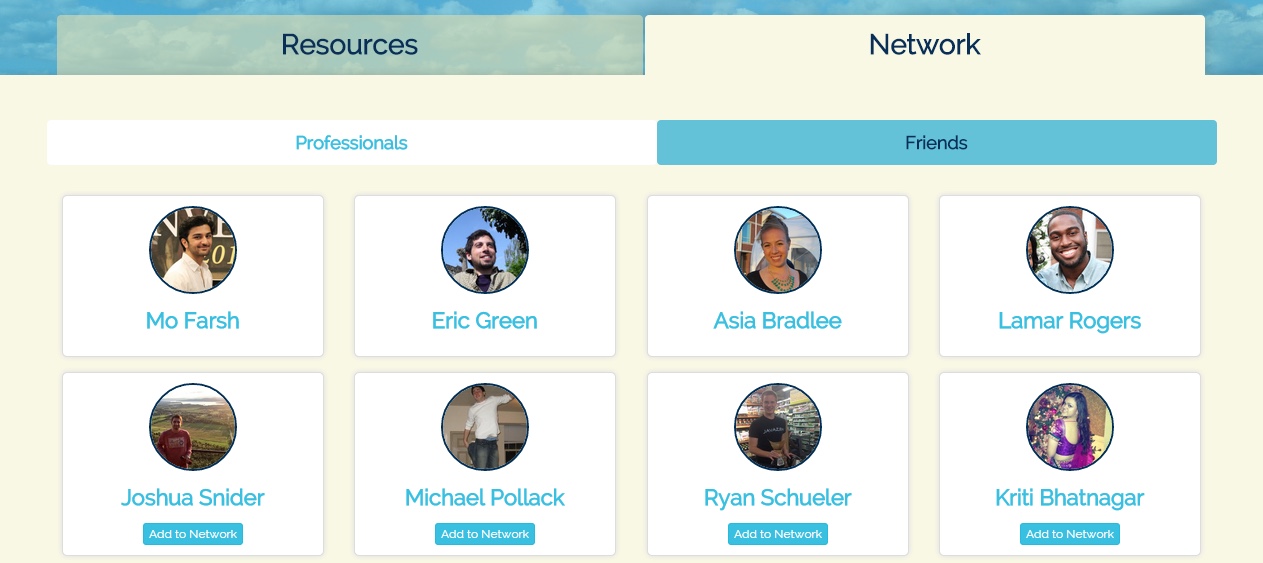 Resources
Network
Professionals
Friends
Mo Farsh
Eric Green
Asia Bradlee
Lamar Rogers
Joshua Snider
Michael Pollack
Ryan Schueler
Kriti Bhatnagar
Add to Network
Add to Network
Add to Network
Add to Network